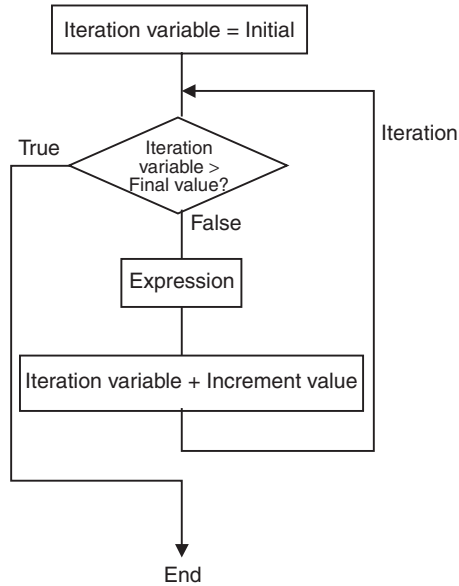 Iteration variable = Initial
Iteration
True
Iteration
variable >
Final value?
False
Expression
Iteration variable + Increment value
End